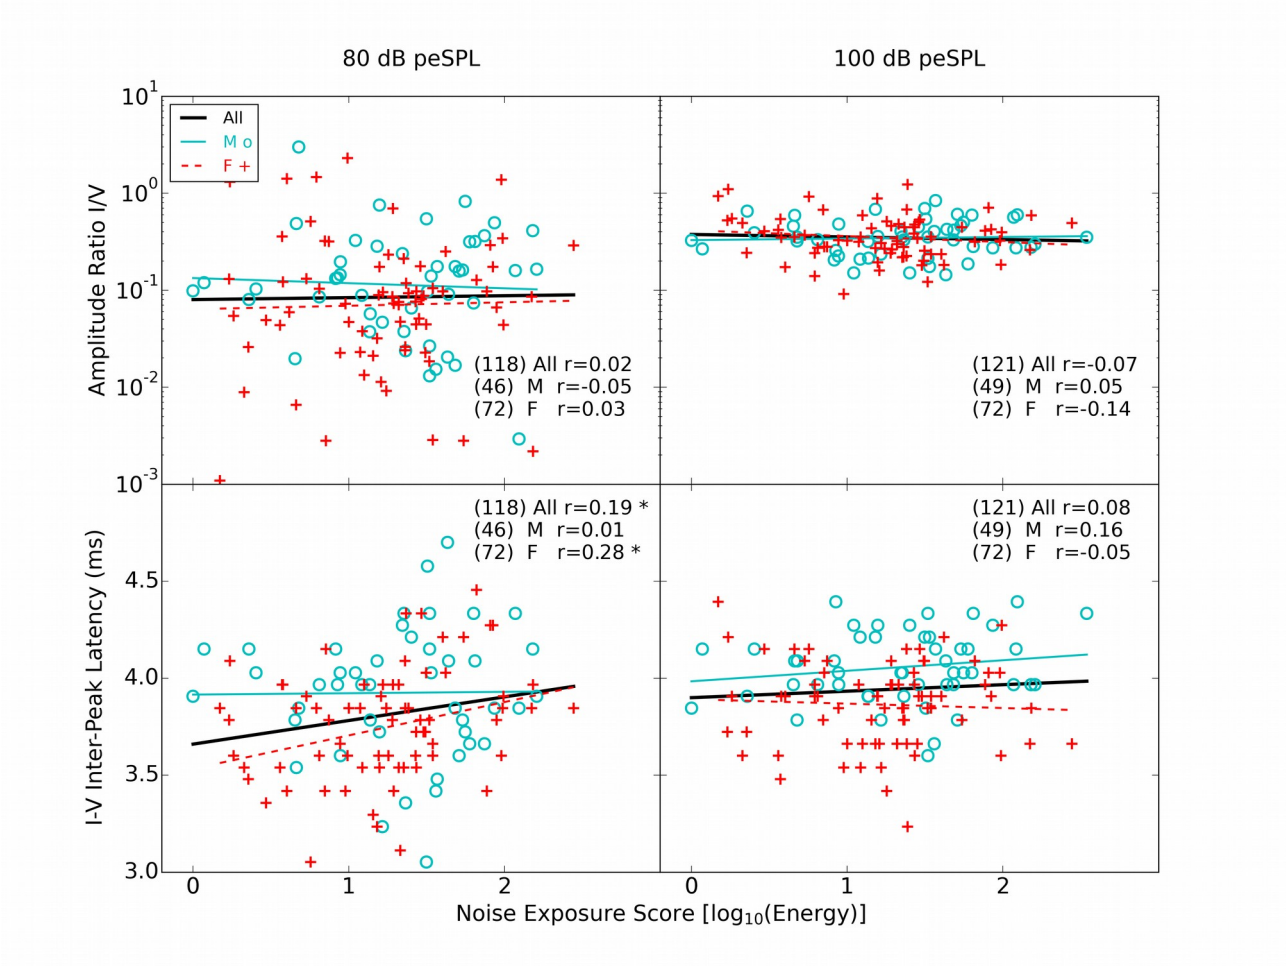 80 dB peSPL
100 dB peSPL
10^1
10^0
10^-1
10^-2
10^-3
Amplitude Ratio I/V
All
M o
F +
(118) All r=0.02
(46) M r=-0.05
(72) F r=0.03
(121) All r=-0.07
(49) M r=0.05
(72) F r=-0.14
I-V Inter-Peak Latency (ms)
4.5
4.0
3.5
3.0
(118) All r=0.19 *
(46) M r=0.01
(72) F r=0.28 *
(121) All r=0.08
(49) M r=0.16
(72) F r=-0.05
0 1 2
0 1 2
Noise Exposure Score [log₁₀(Energy)]